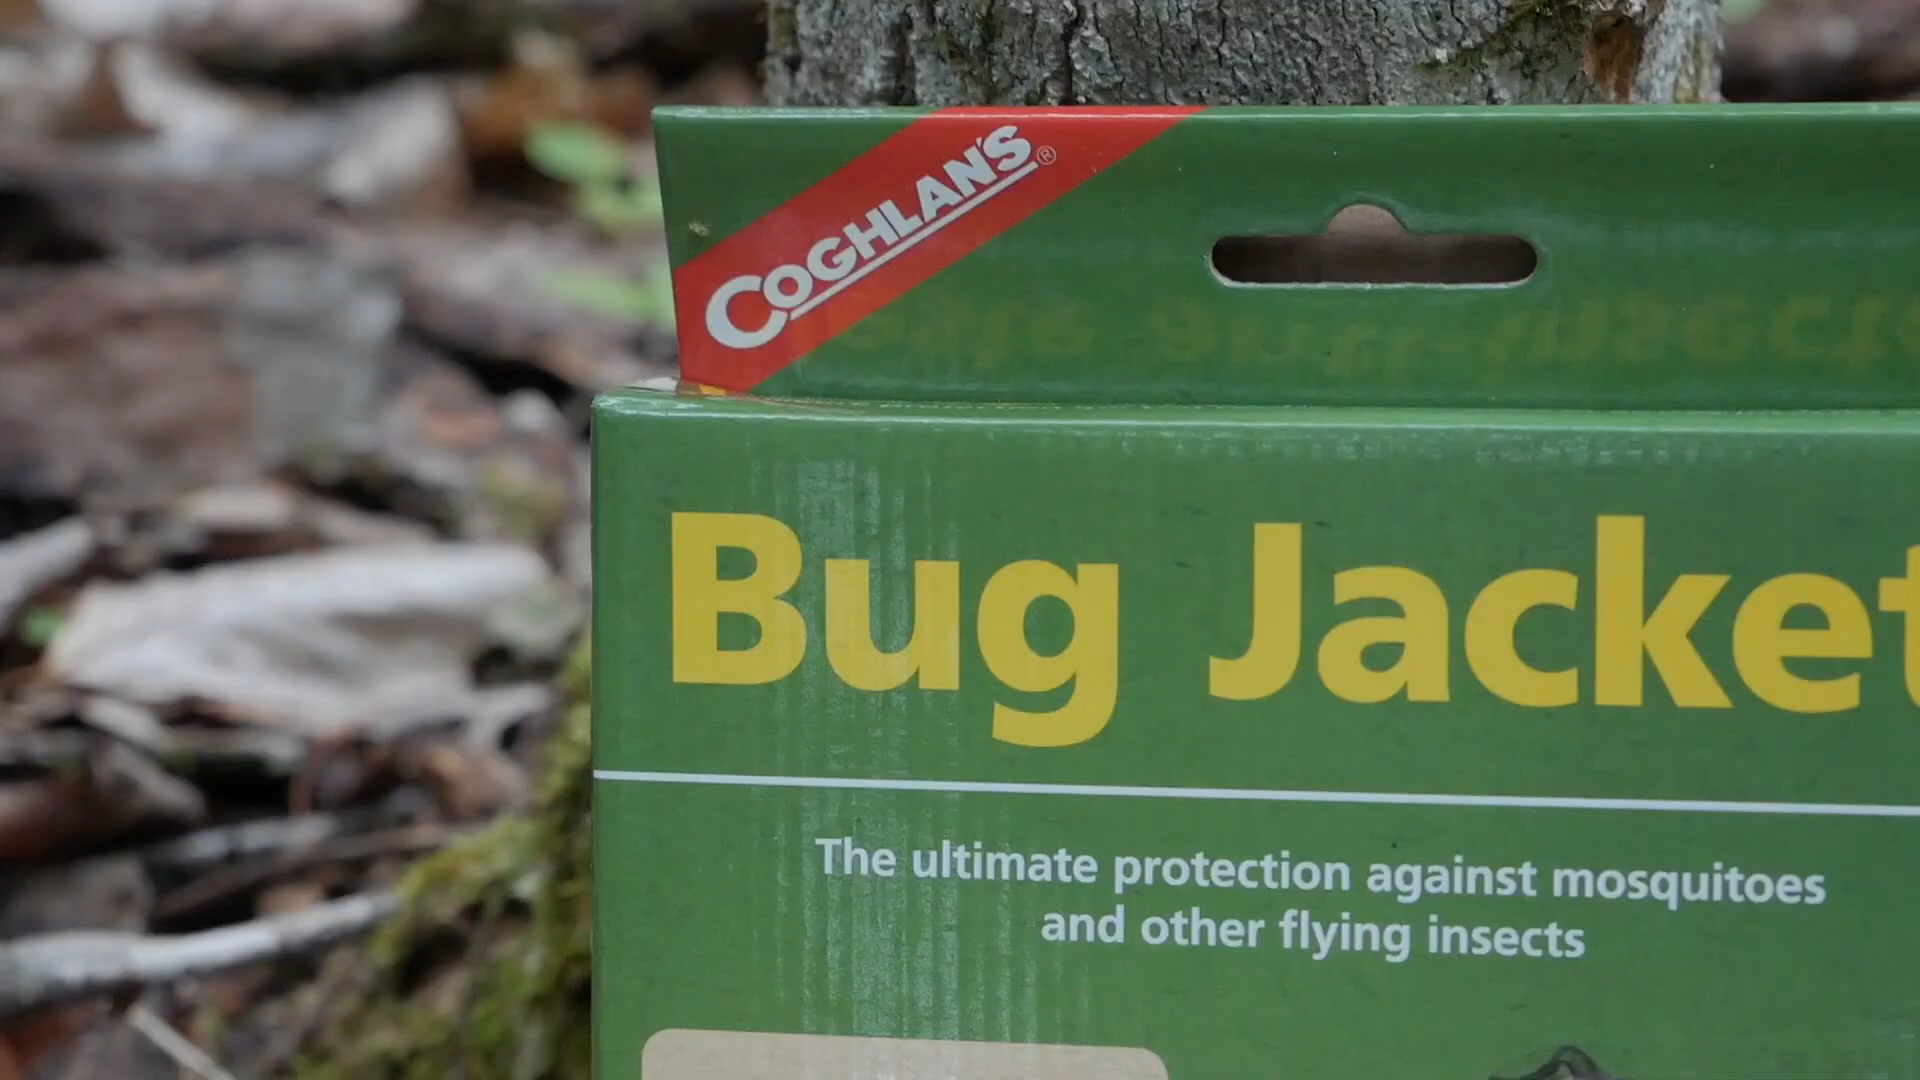 COGHLAN'S®
Bug Jacket
The ultimate protection against mosquitoes
and other flying insects